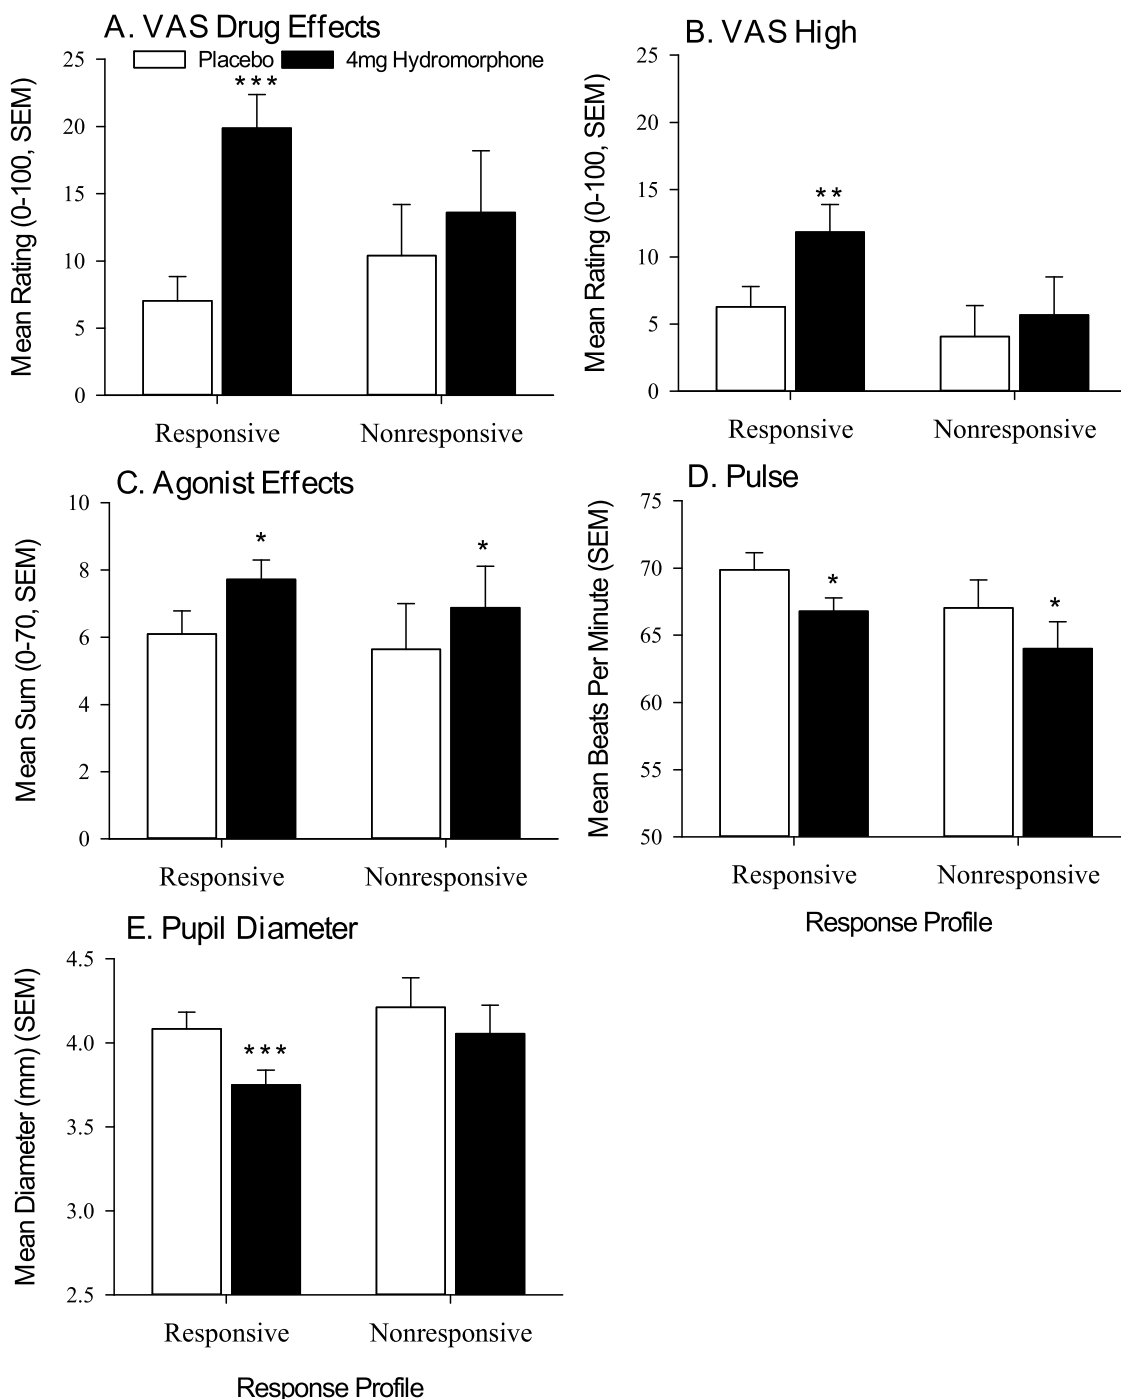 A. VAS Drug Effects
Placebo 4mg Hydromorphone
Mean Rating (0-100, SEM)
25
20
15
10
5
0
***
Responsive Nonresponsive
B. VAS High
Mean Rating (0-100, SEM)
25
20
15
10
5
0
**
Responsive Nonresponsive
C. Agonist Effects
Mean Sum (0-70, SEM)
10
8
6
4
2
0
* *
Responsive Nonresponsive
D. Pulse
Mean Beats Per Minute (SEM)
75
70
65
60
55
50
* *
Responsive Nonresponsive
Response Profile
E. Pupil Diameter
Mean Diameter (mm) (SEM)
4.5
4.0
3.5
3.0
2.5
***
Responsive Nonresponsive
Response Profile